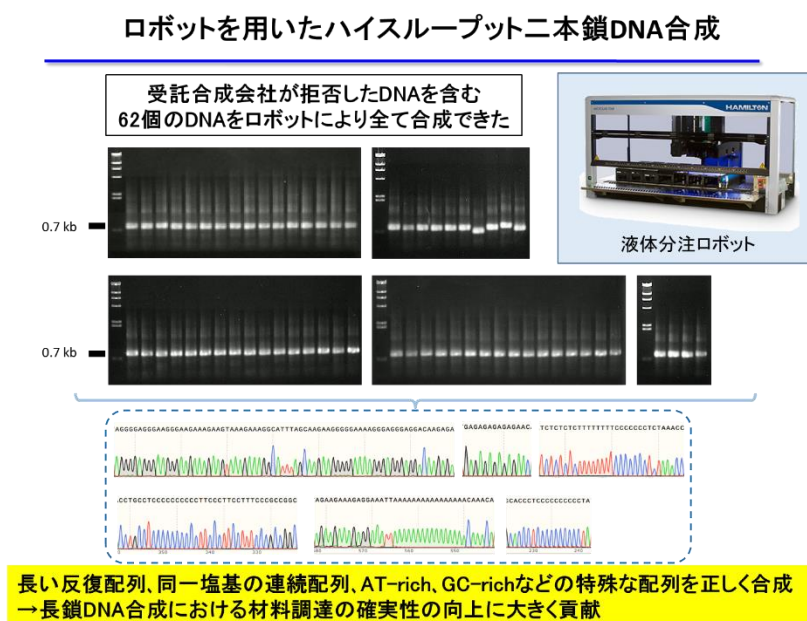 ロボットを用いたハイスループット二本鎖DNA合成
受託合成会社が拒否したDNAを含む
62個のDNAをロボットにより全て合成できた
HAMILTON
液体分注ロボット
0.7 kb
0.7 kb
AGGGGAGGGAAGGGAAGAAAGAAGTAAAGAAAGGCATTTAGCAAGAAGGGGGAAAAGGGAGGGAGGACAAGAGA
GAGAGAGAGAGAAC
TCTCTCTCTTTTTTTTTCCCCCCCTCTAAACC
CCTGCCTCCCCCCCCCCTTCCCTTCCTTTCCCGCCGGC
AGAAGAAAGAGGAAATTAAAAAAAAAAAAAAAACAAACA
CACCCTCCCCCCCCCCTA
長い反復配列、同一塩基の連続配列、AT-rich、GC-richなどの特殊な配列を正しく合成
→長鎖DNA合成における材料調達の確実性の向上に大きく貢献